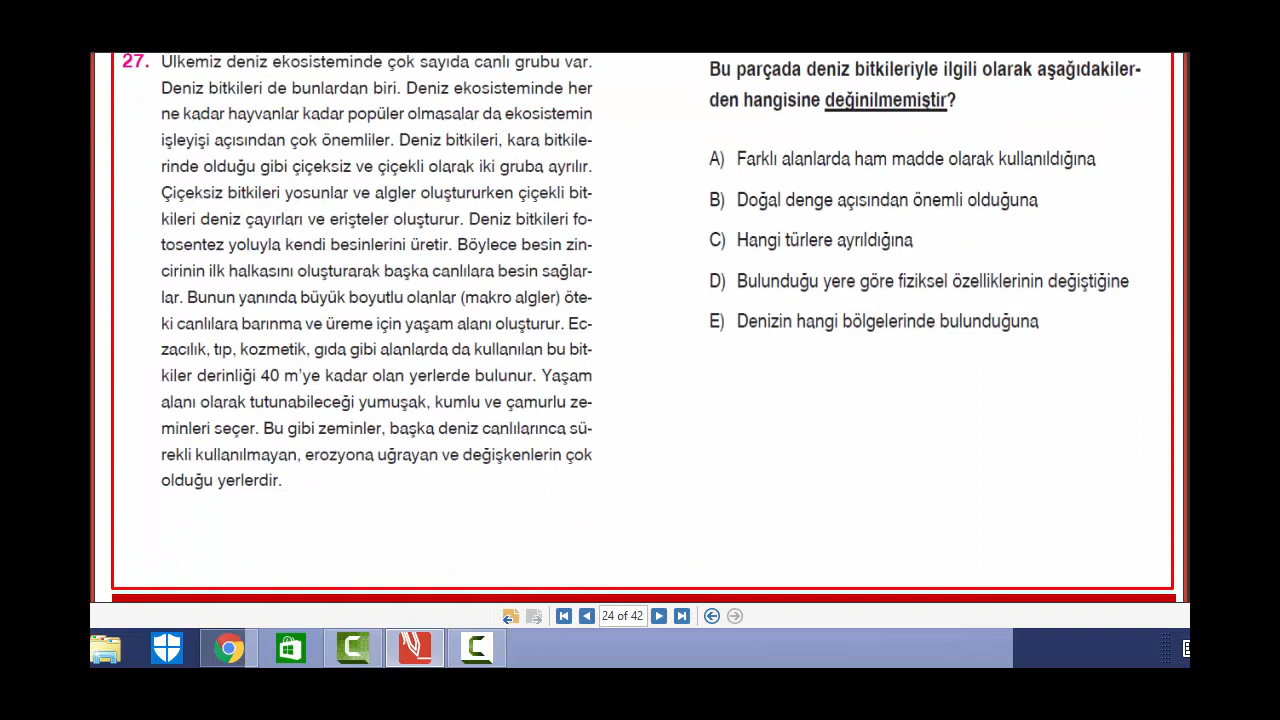 27. Ülkemiz deniz ekosisteminde çok sayıda canlı grubu var.
Deniz bitkileri de bunlardan biri. Deniz ekosisteminde her
ne kadar hayvanlar kadar popüler olmasalar da ekosistemin
işleyişi açısından çok önemliler. Deniz bitkileri, kara bitkile-
rinde olduğu gibi çiçeksiz ve çiçekli olarak iki gruba ayrılır.
Çiçeksiz bitkileri yosunlar ve algler oluştururken çiçekli bit-
kileri deniz çayırları ve erişteler oluşturur. Deniz bitkileri fo-
tosentez yoluyla kendi besinlerini üretir. Böylece besin zin-
cirinin ilk halkasını oluşturarak başka canlılara besin sağlar-
lar. Bunun yanında büyük boyutlu olanlar (makro algler) öte-
ki canlılara barınma ve üreme için yaşam alanı oluşturur. Ec-
zacılık, tıp, kozmetik, gıda gibi alanlarda da kullanılan bu bit-
kiler derinliği 40 m’ye kadar olan yerlerde bulunur. Yaşam
alanı olarak tutunabileceği yumuşak, kumlu ve çamurlu ze-
minleri seçer. Bu gibi zeminler, başka deniz canlılarınca sü-
rekli kullanılmayan, erozyona uğrayan ve değişkenlerin çok
olduğu yerlerdir.
Bu parçada deniz bitkileriyle ilgili olarak aşağıdakiler-
den hangisine değinilmemiştir?
A) Farklı alanlarda ham madde olarak kullanıldığına
B) Doğal denge açısından önemli olduğuna
C) Hangi türlere ayrıldığına
D) Bulunduğu yere göre fiziksel özelliklerinin değiştiğine
E) Denizin hangi bölgelerinde bulunduğuna
24 of 42